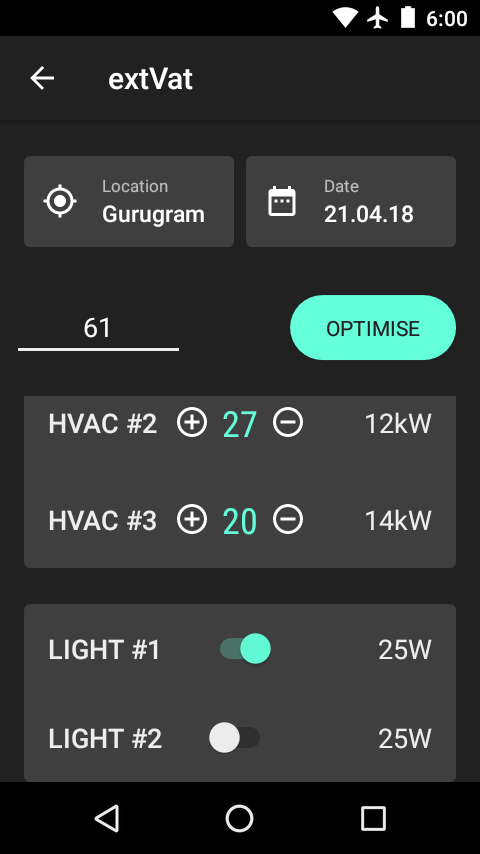 6:00
extVat
Location
Gurugram
Date
21.04.18
61
OPTIMISE
HVAC #2 27 12kW
HVAC #3 20 14kW
LIGHT #1 25W
LIGHT #2 25W